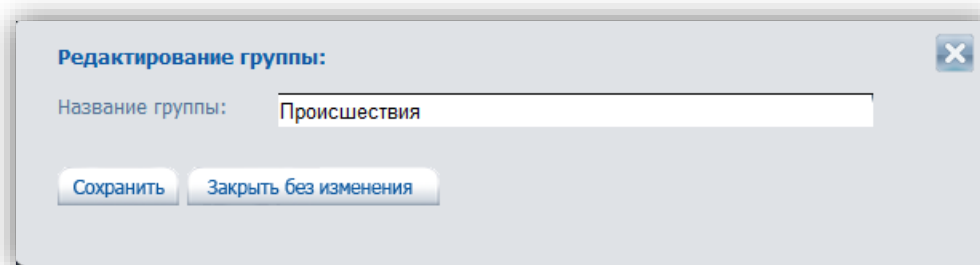 Редактирование группы:
Название группы: Происшествия
Сохранить Закрыть без изменения